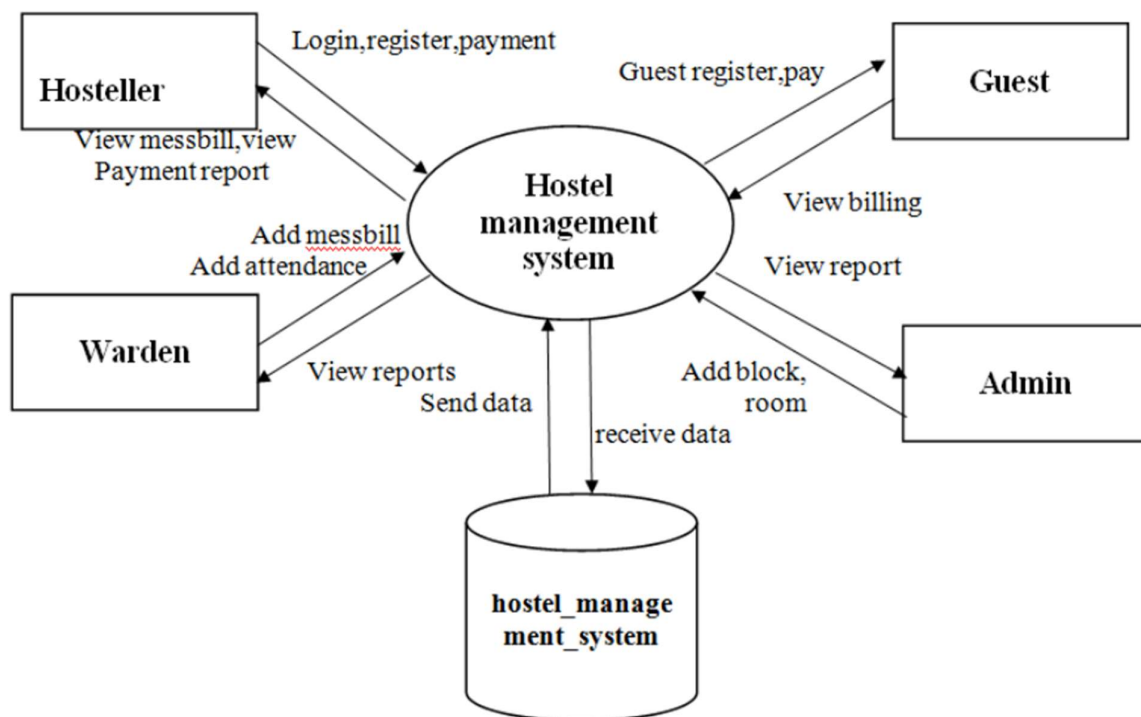 Login,register,payment
Hosteller
View messbill,view
Payment report
Guest register,pay
Guest
Hostel
management
system
View billing
Add messbill
Add attendance
View report
Warden
View reports
Send data
Add block,
room
Admin
receive data
hostel_manage
ment_system